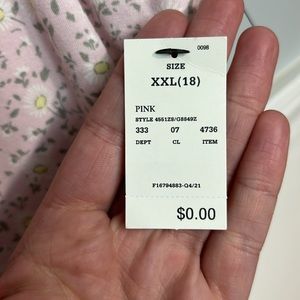 0098
SIZE
XXL(18)
PINK
STYLE 4551Z8/G8849Z
333 07 4736
DEPT CL ITEM
F16794883-Q4/21
$0.00